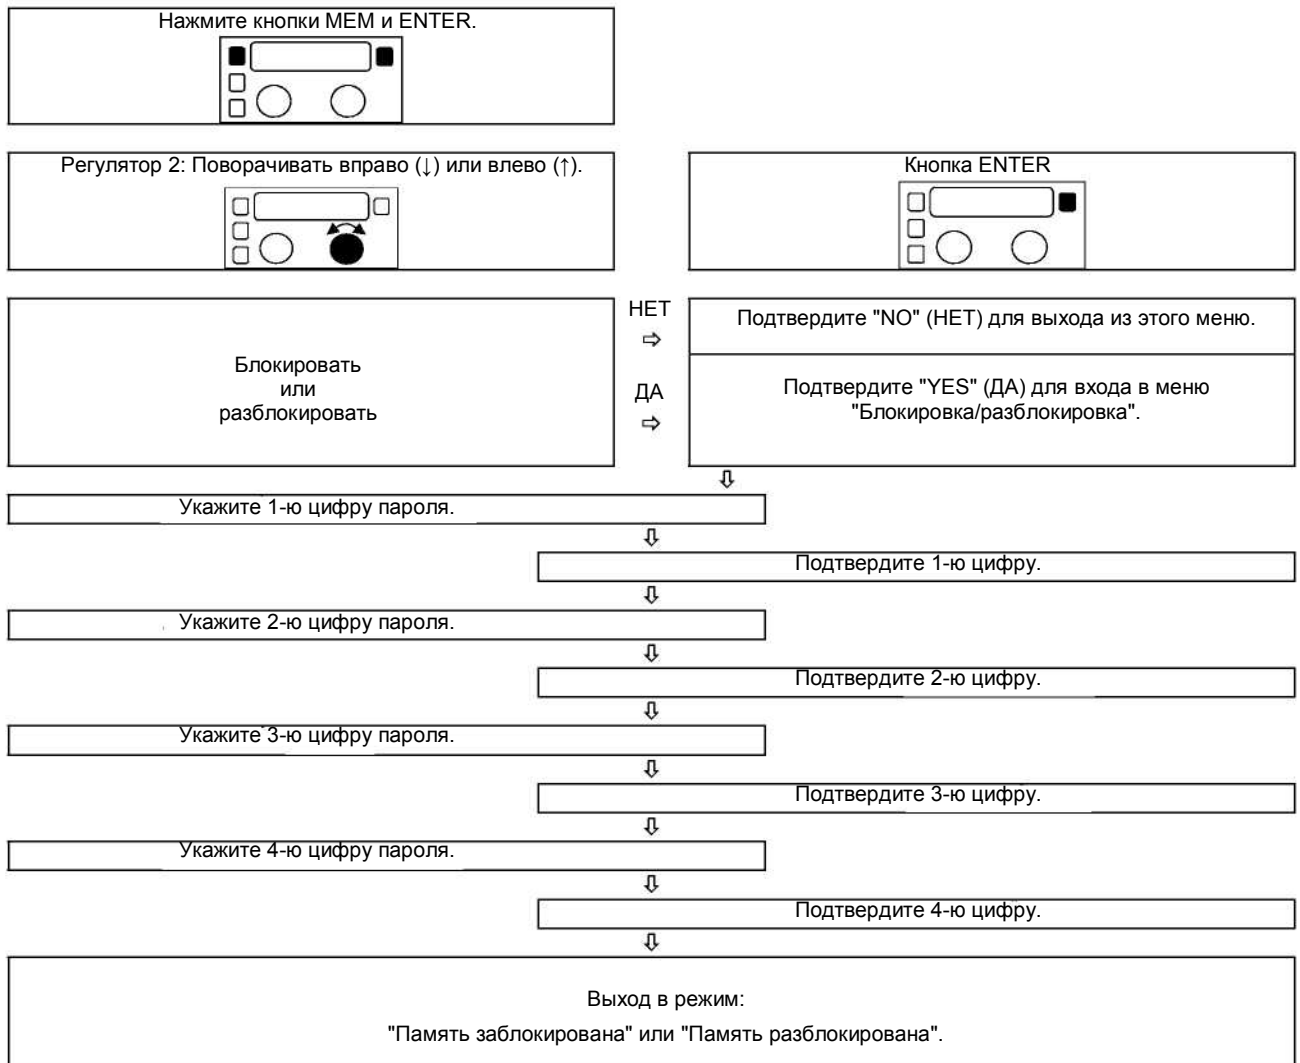 Нажмите кнопки MEM и ENTER.
Регулятор 2: Поворачивать вправо (↓) или влево (↑).
Кнопка ENTER
Блокировать
или
разблокировать
НЕТ
⇨
ДА
⇨
Подтвердите "NO" (НЕТ) для выхода из этого меню.
Подтвердите "YES" (ДА) для входа в меню
"Блокировка/разблокировка".
⇩
Укажите 1-ю цифру пароля.
⇩
Подтвердите 1-ю цифру.
⇩
Укажите 2-ю цифру пароля.
⇩
Подтвердите 2-ю цифру.
⇩
Укажите 3-ю цифру пароля.
⇩
Подтвердите 3-ю цифру.
⇩
Укажите 4-ю цифру пароля.
⇩
Подтвердите 4-ю цифру.
⇩
Выход в режим:
"Память заблокирована" или "Память разблокирована".